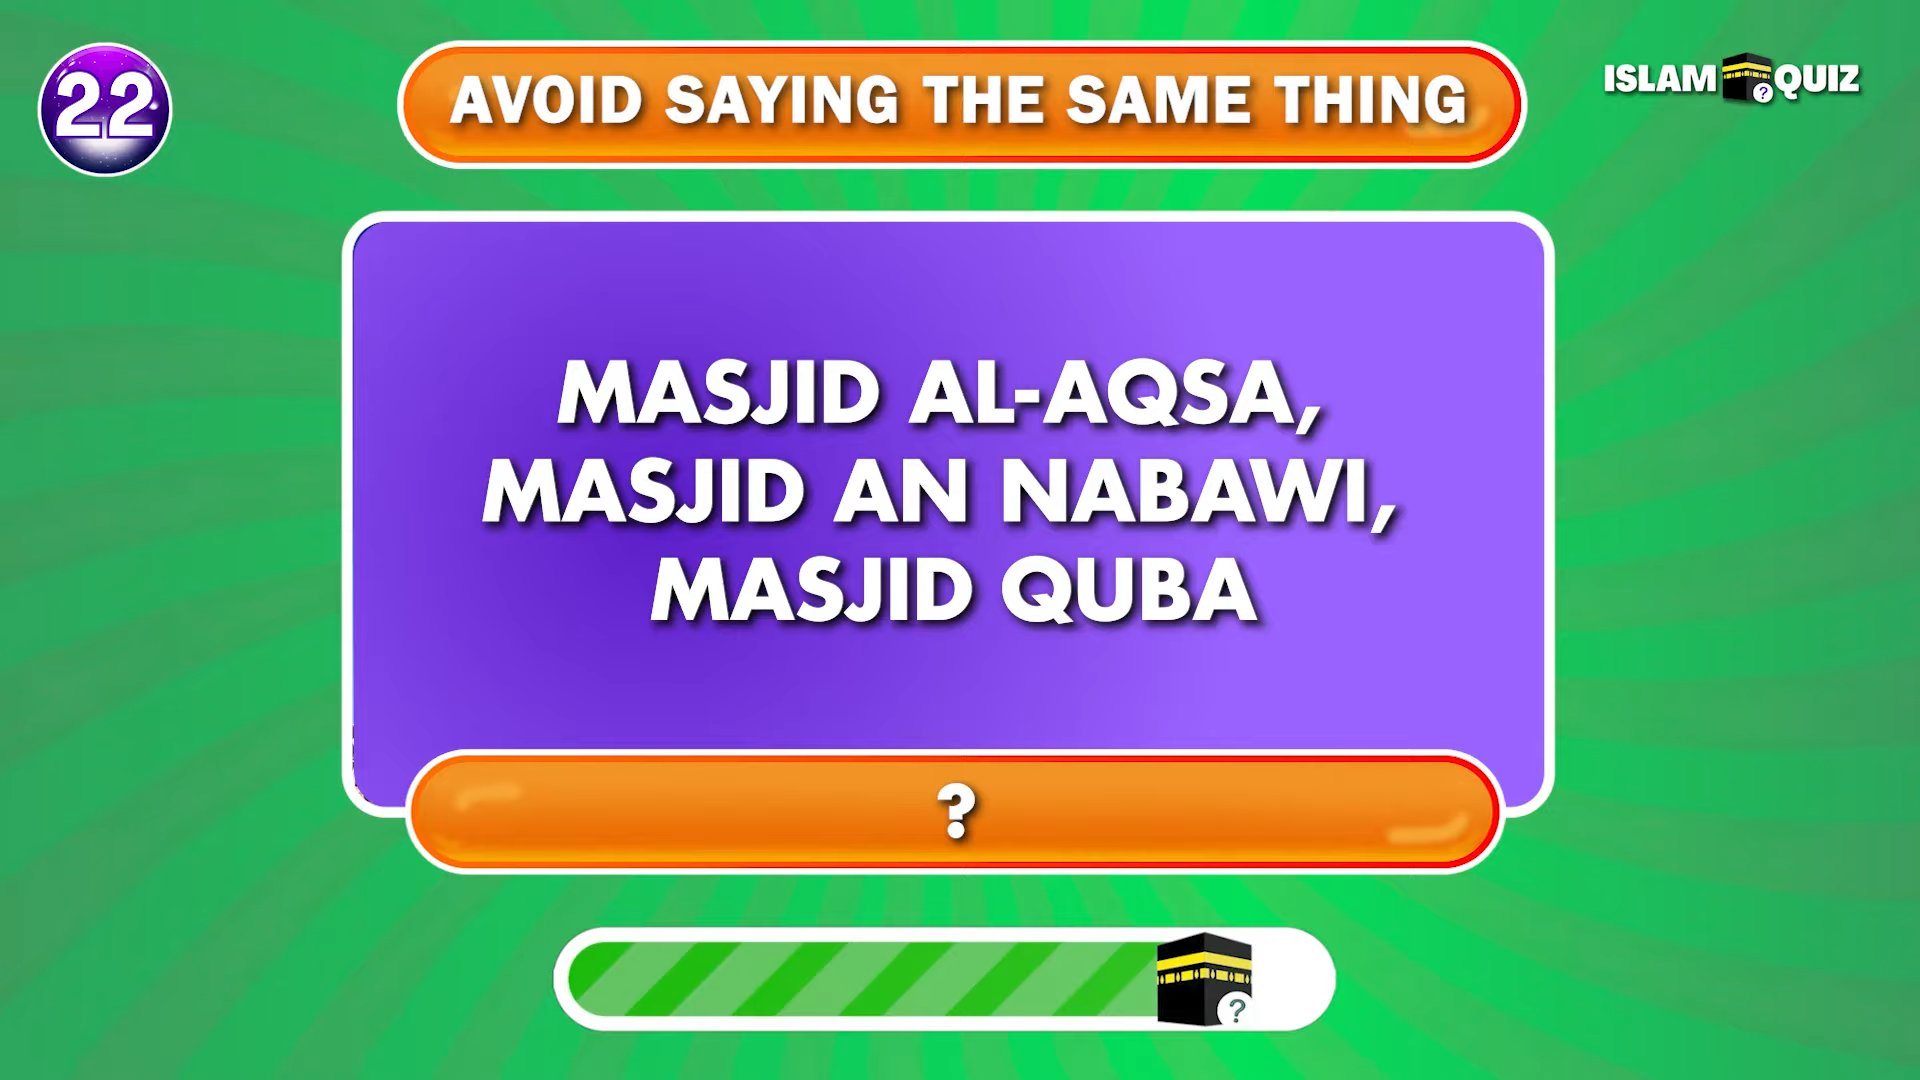 22
AVOID SAYING THE SAME THING
ISLAM ? QUIZ
MASJID AL-AQSA,
MASJID AN NABAWI,
MASJID QUBA
?
?